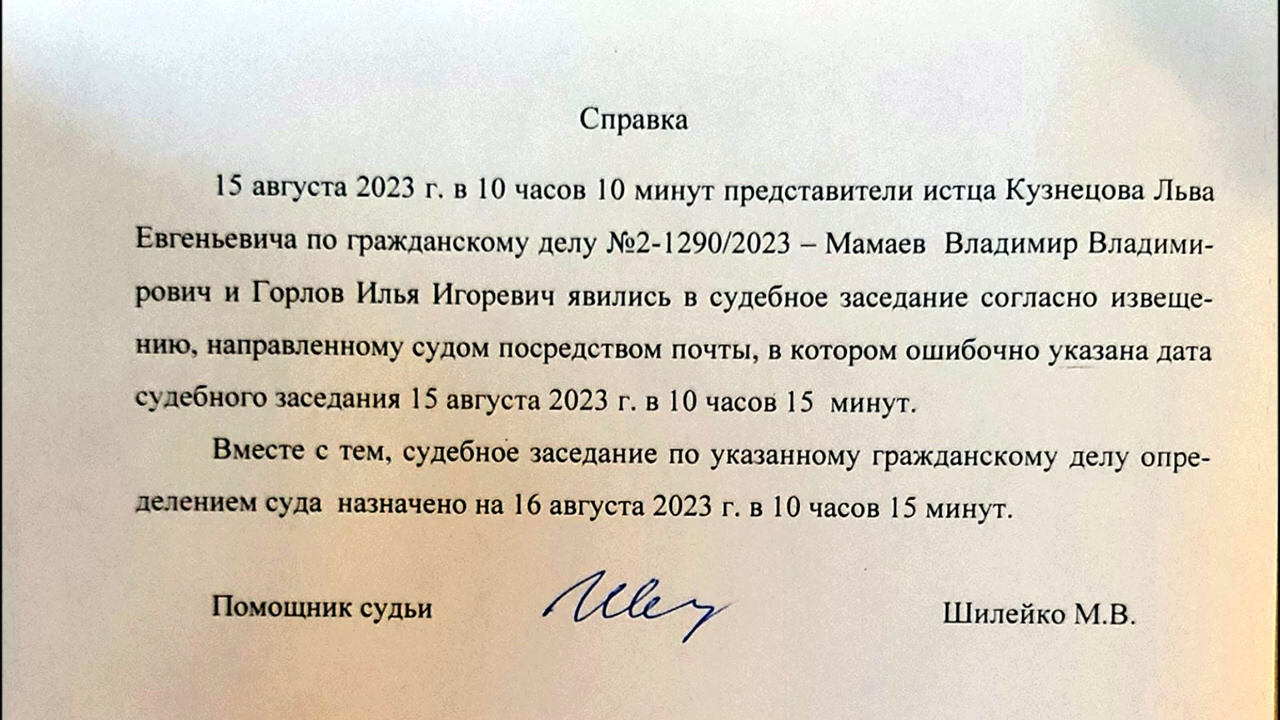 Справка
15 августа 2023 г. в 10 часов 10 минут представители истца Кузнецова Льва
Евгеньевича по гражданскому делу №2-1290/2023 – Мамаев Владимир Владими-
рович и Горлов Илья Игоревич явились в судебное заседание согласно извеще-
нию, направленному судом посредством почты, в котором ошибочно указана дата
судебного заседания 15 августа 2023 г. в 10 часов 15 минут.
Вместе с тем, судебное заседание по указанному гражданскому делу опре-
делением суда назначено на 16 августа 2023 г. в 10 часов 15 минут.
Помощник судьи Шилейко М.В.